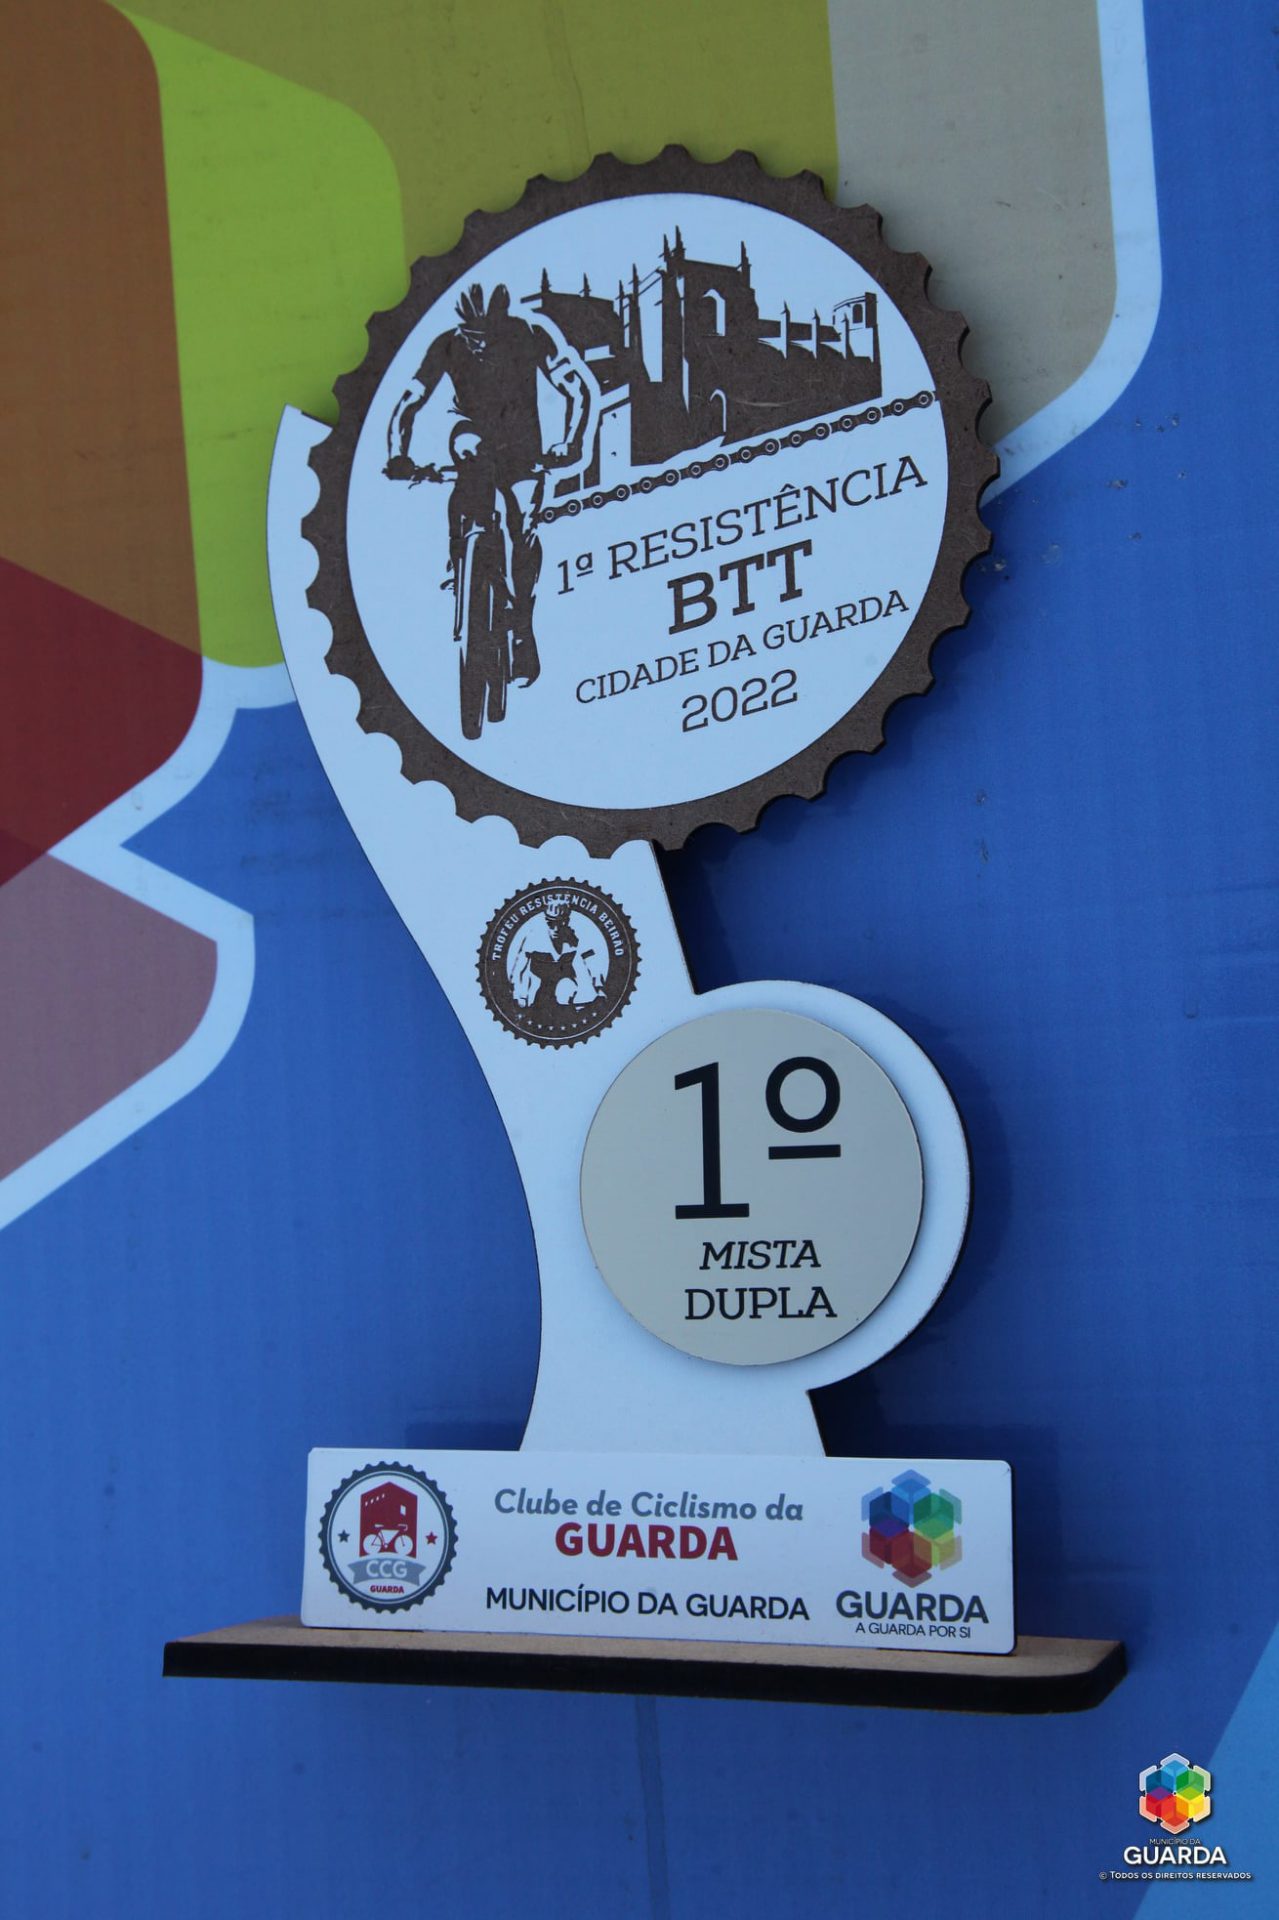 1ª RESISTÊNCIA
BTT
CIDADE DA GUARDA
2022
TROFÉU RESISTÊNCIA BEIRÃO
1º
MISTA
DUPLA
CCG
GUARDA
Clube de Ciclismo da
GUARDA
MUNICÍPIO DA GUARDA
GUARDA
A GUARDA POR SI
MUNICÍPIO DA
GUARDA
© TODOS OS DIREITOS RESERVADOS